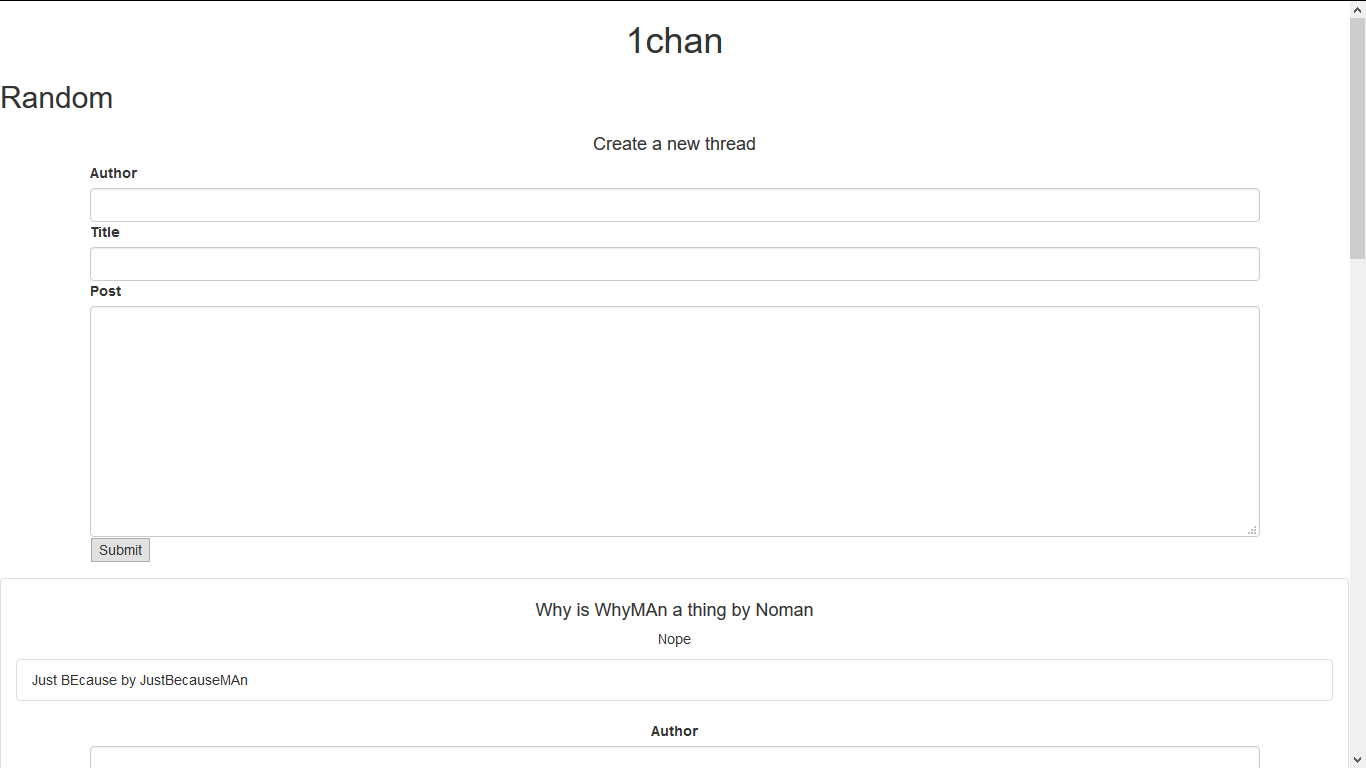 1chan
Random
Create a new thread
Author
Title
Post
Submit
Why is WhyMAn a thing by Noman
Nope
Just BEcause by JustBecauseMAn
Author